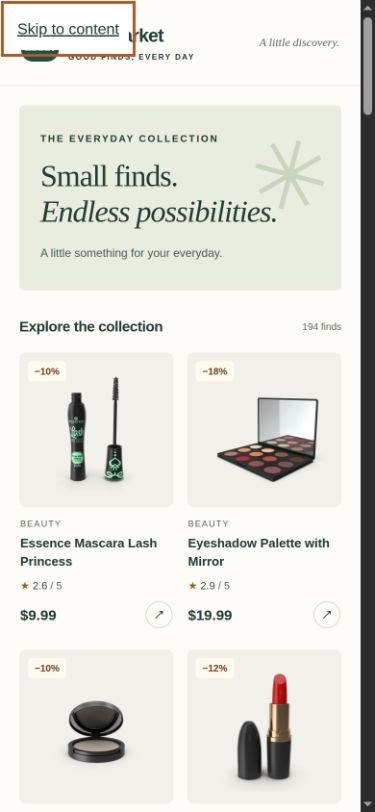 Skip to content
arket
GOOD FINDS, EVERY DAY
A little discovery.
THE EVERYDAY COLLECTION
Small finds.
Endless possibilities.
A little something for your everyday.
Explore the collection
194 finds
−10%
−18%
BEAUTY
Essence Mascara Lash
Princess
★ 2.6 / 5
$9.99
↗
BEAUTY
Eyeshadow Palette with
Mirror
★ 2.9 / 5
$19.99
↗
−10%
−12%